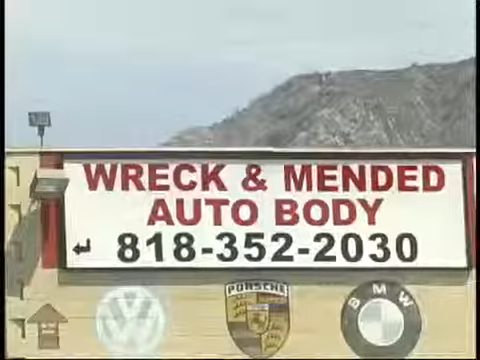 WRECK & MENDED
AUTO BODY
818-352-2030
PORSCHE
BMW